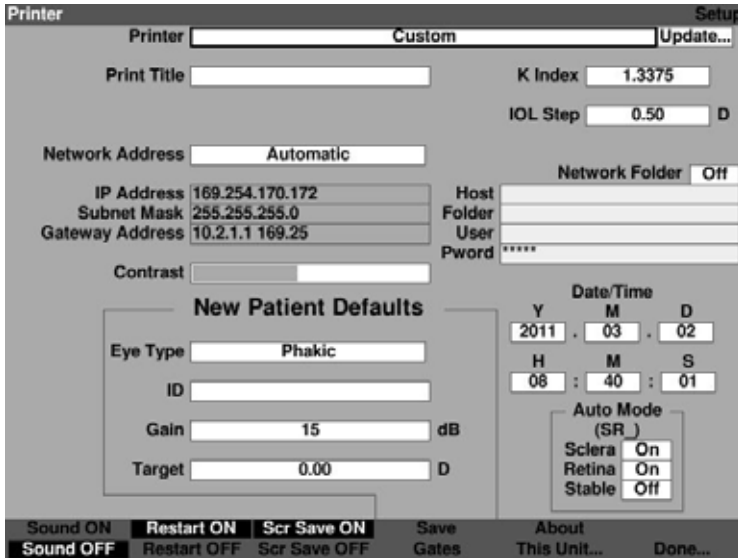 Printer Setup
Printer Custom Update...
Print Title K Index 1.3375
IOL Step 0.50 D
Network Address Automatic
Network Folder Off
IP Address 169.254.170.172 Host
Subnet Mask 255.255.255.0 Folder
Gateway Address 10.2.1.1 169.25 User
Pword *****
Contrast
Date/Time
New Patient Defaults
Y M D
2011 . 03 . 02
Eye Type Phakic
H M S
08 : 40 : 01
ID
Auto Mode
(SR_)
Gain 15 dB
Sclera On
Retina On
Target 0.00 D
Stable Off
Sound ON Restart ON Scr Save ON Save About
Sound OFF Restart OFF Scr Save OFF Gates This Unit... Done...